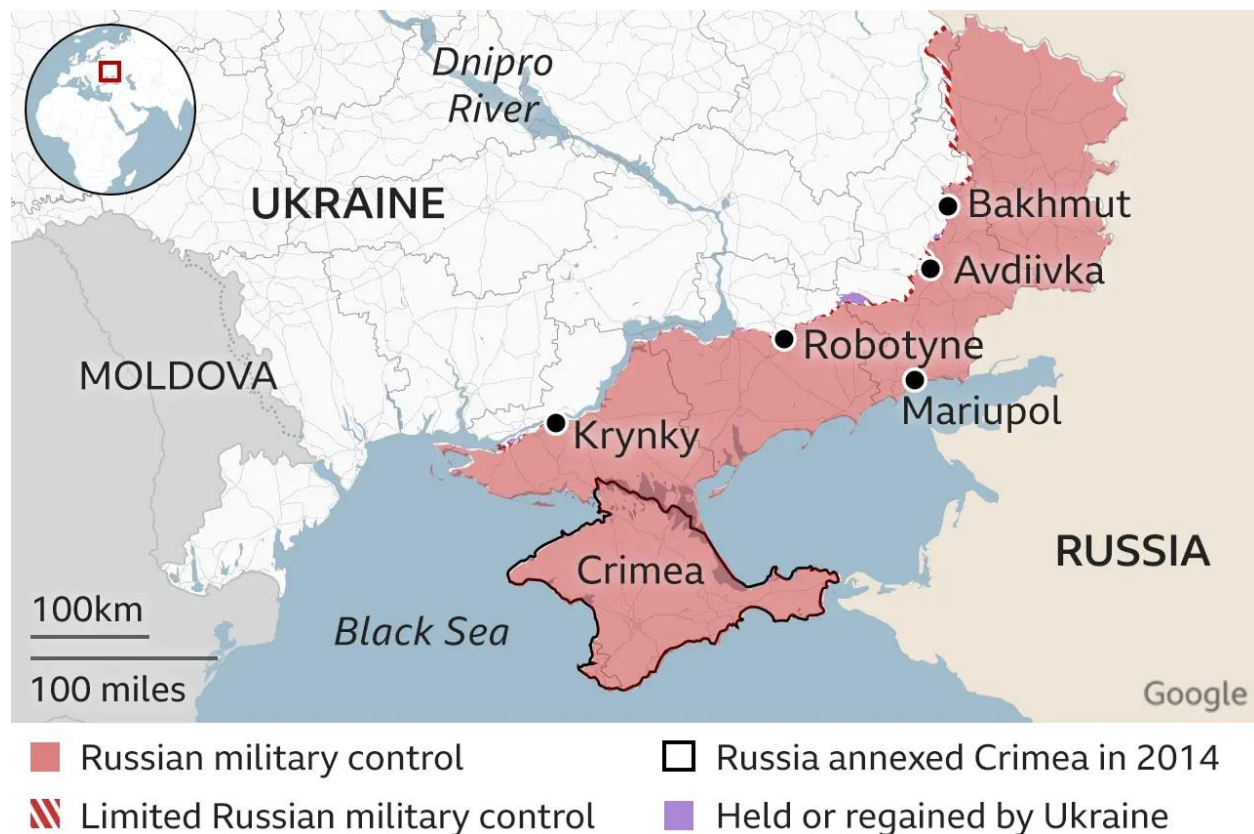 Dnipro
River
UKRAINE
Bakhmut
Avdiivka
MOLDOVA
Robotyne
Mariupol
Krynky
Crimea
RUSSIA
100km
Black Sea
100 miles
Google
Russian military control
Russia annexed Crimea in 2014
Limited Russian military control
Held or regained by Ukraine